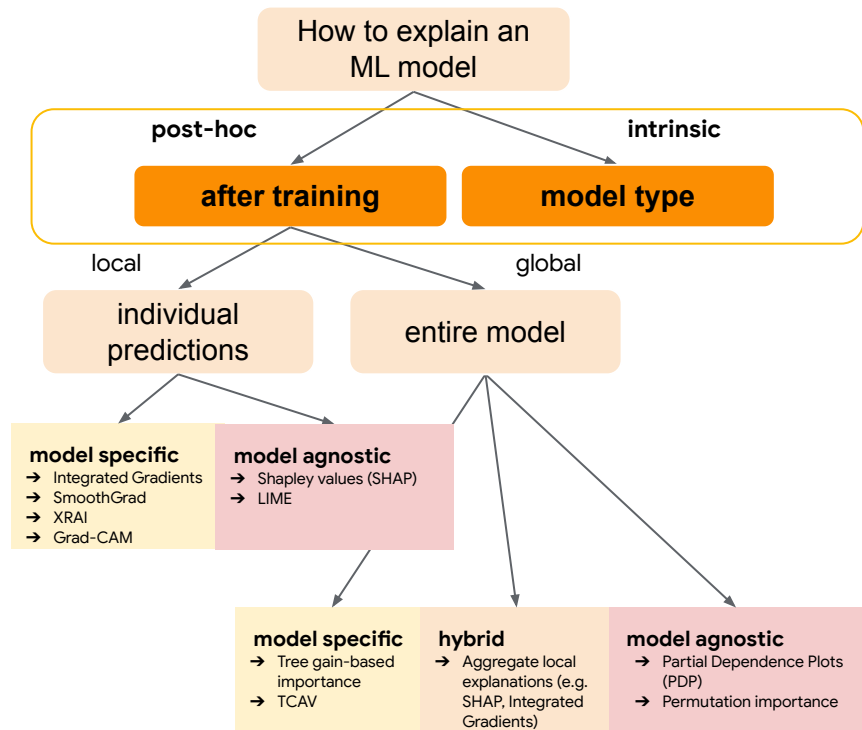 How to explain an
ML model
post-hoc
intrinsic
after training
model type
local
global
individual
predictions
entire model
model specific
➔ Integrated Gradients
➔ SmoothGrad
➔ XRAI
➔ Grad-CAM
model agnostic
➔ Shapley values (SHAP)
➔ LIME
model specific
➔ Tree gain-based
importance
➔ TCAV
hybrid
➔ Aggregate local
explanations (e.g.
SHAP, Integrated
Gradients)
model agnostic
➔ Partial Dependence Plots
(PDP)
➔ Permutation importance